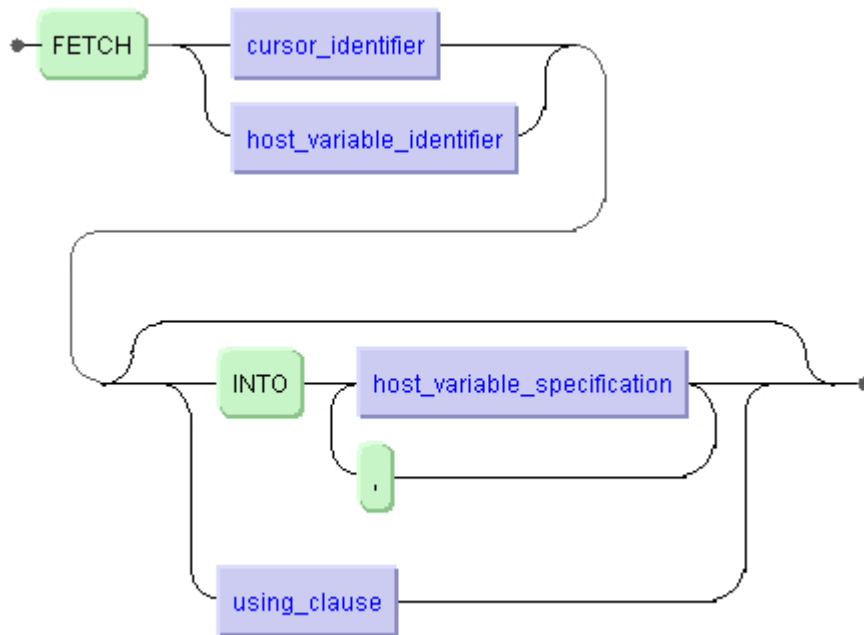 FETCH cursor_identifier
host_variable_identifier
INTO host_variable_specification
,
using_clause